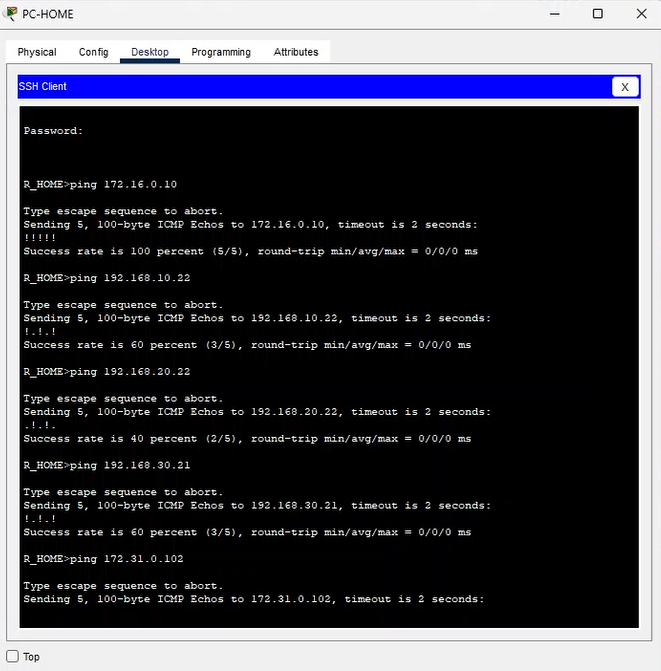 PC-HOME
Physical Config Desktop Programming Attributes
SSH Client
X
Password:
R_HOME>ping 172.16.0.10
Type escape sequence to abort.
Sending 5, 100-byte ICMP Echos to 172.16.0.10, timeout is 2 seconds:
!!!!!
Success rate is 100 percent (5/5), round-trip min/avg/max = 0/0/0 ms
R_HOME>ping 192.168.10.22
Type escape sequence to abort.
Sending 5, 100-byte ICMP Echos to 192.168.10.22, timeout is 2 seconds:
!.!.!
Success rate is 60 percent (3/5), round-trip min/avg/max = 0/0/0 ms
R_HOME>ping 192.168.20.22
Type escape sequence to abort.
Sending 5, 100-byte ICMP Echos to 192.168.20.22, timeout is 2 seconds:
.!.!.
Success rate is 40 percent (2/5), round-trip min/avg/max = 0/0/0 ms
R_HOME>ping 192.168.30.21
Type escape sequence to abort.
Sending 5, 100-byte ICMP Echos to 192.168.30.21, timeout is 2 seconds:
!.!.!
Success rate is 60 percent (3/5), round-trip min/avg/max = 0/0/0 ms
R_HOME>ping 172.31.0.102
Type escape sequence to abort.
Sending 5, 100-byte ICMP Echos to 172.31.0.102, timeout is 2 seconds:
Top